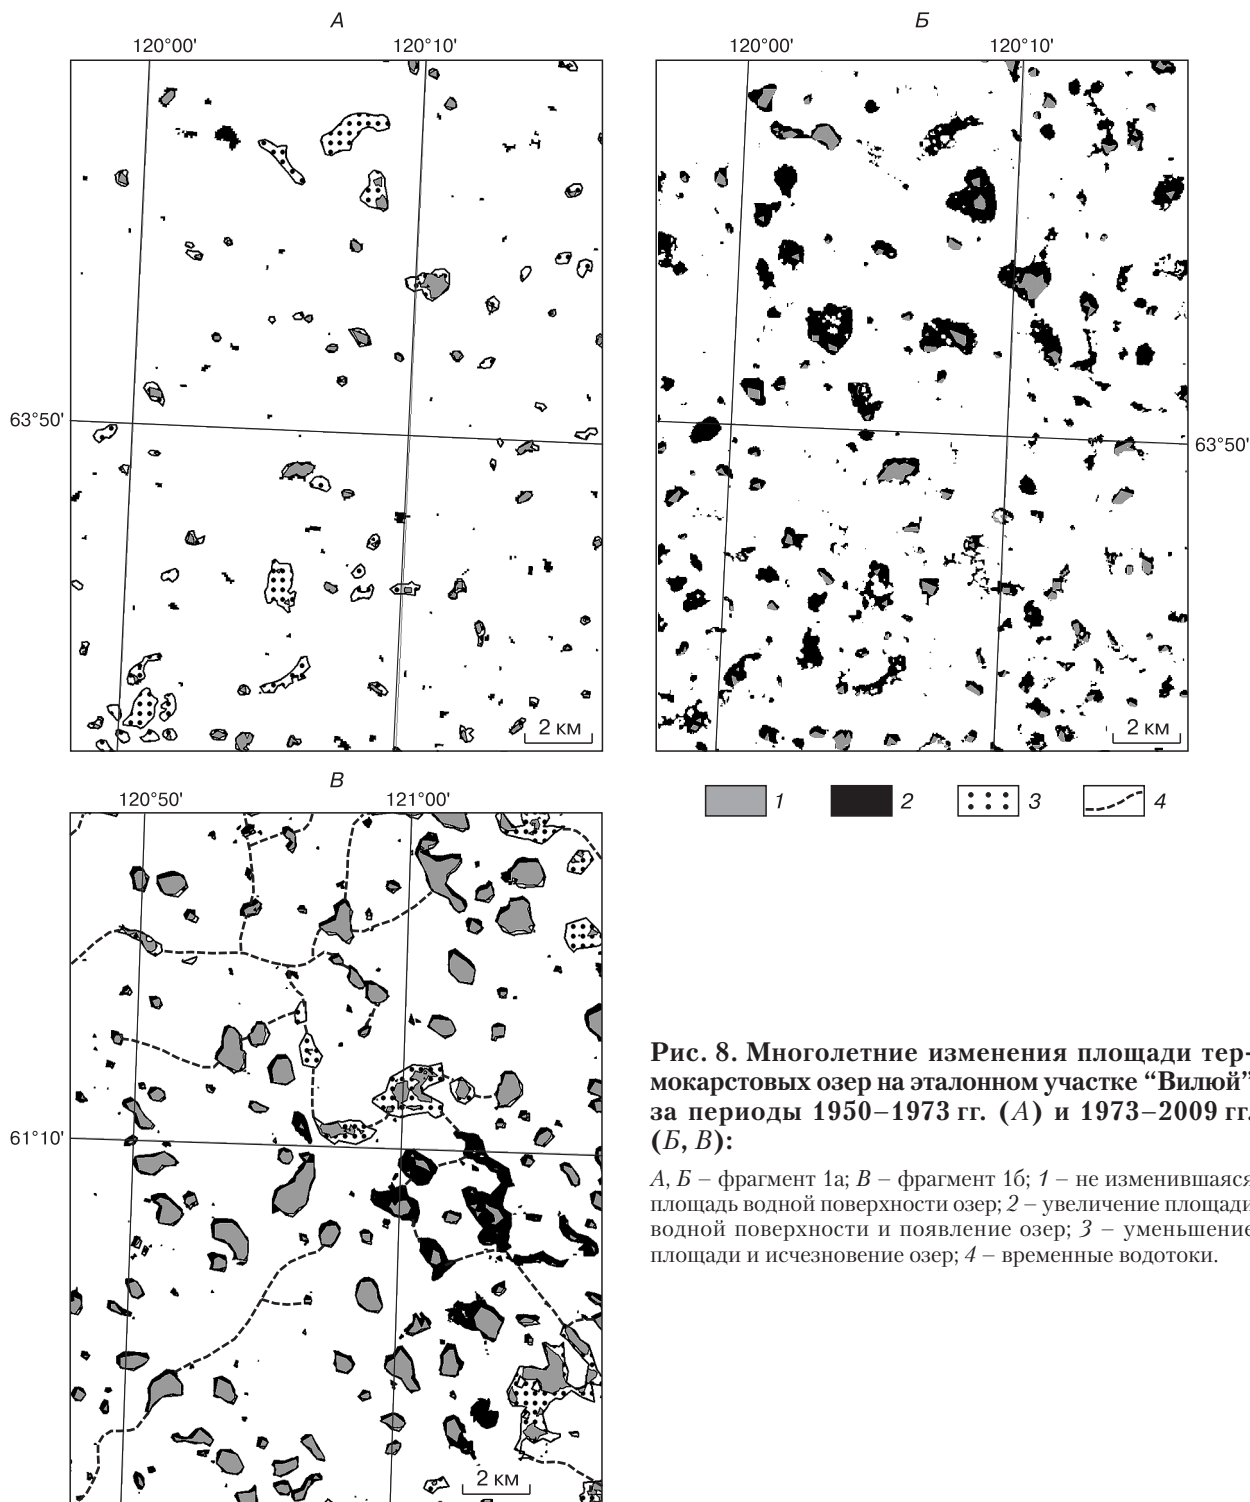 А
120°00' 120°10'
63°50'
2 км
Б
120°00' 120°10'
63°50'
2 км
1 2 3 4
В
120°50' 121°00'
61°10'
2 км
Рис. 8. Многолетние изменения площади тер-
мокарстовых озер на эталонном участке “Вилюй”
за периоды 1950–1973 гг. (А) и 1973–2009 гг.
(Б, В):
А, Б – фрагмент 1а; В – фрагмент 1б; 1 – не изменившаяся
площадь водной поверхности озер; 2 – увеличение площади
водной поверхности и появление озер; 3 – уменьшение
площади и исчезновение озер; 4 – временные водотоки.